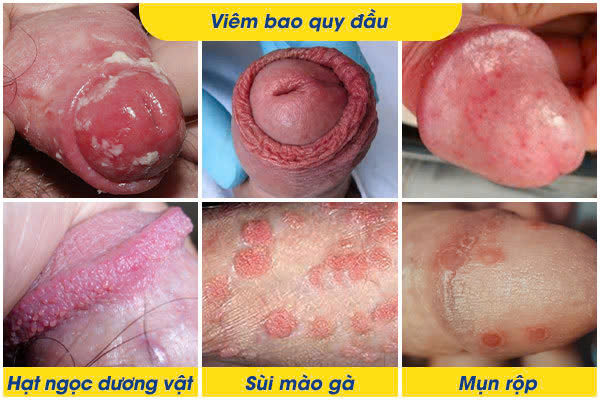 Viêm bao quy đầu
Hạt ngọc dương vật
Sùi mào gà
Mụn rộp